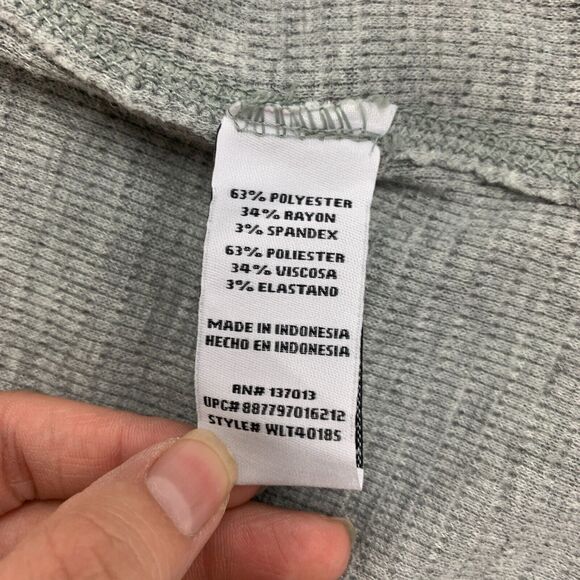 63% POLYESTER
34% RAYON
3% SPANDEX
63% POLIESTER
34% VISCOSA
3% ELASTANO
MADE IN INDONESIA
HECHO EN INDONESIA
RN# 137013
UPC# 887797016212
STYLE# WLT4018S